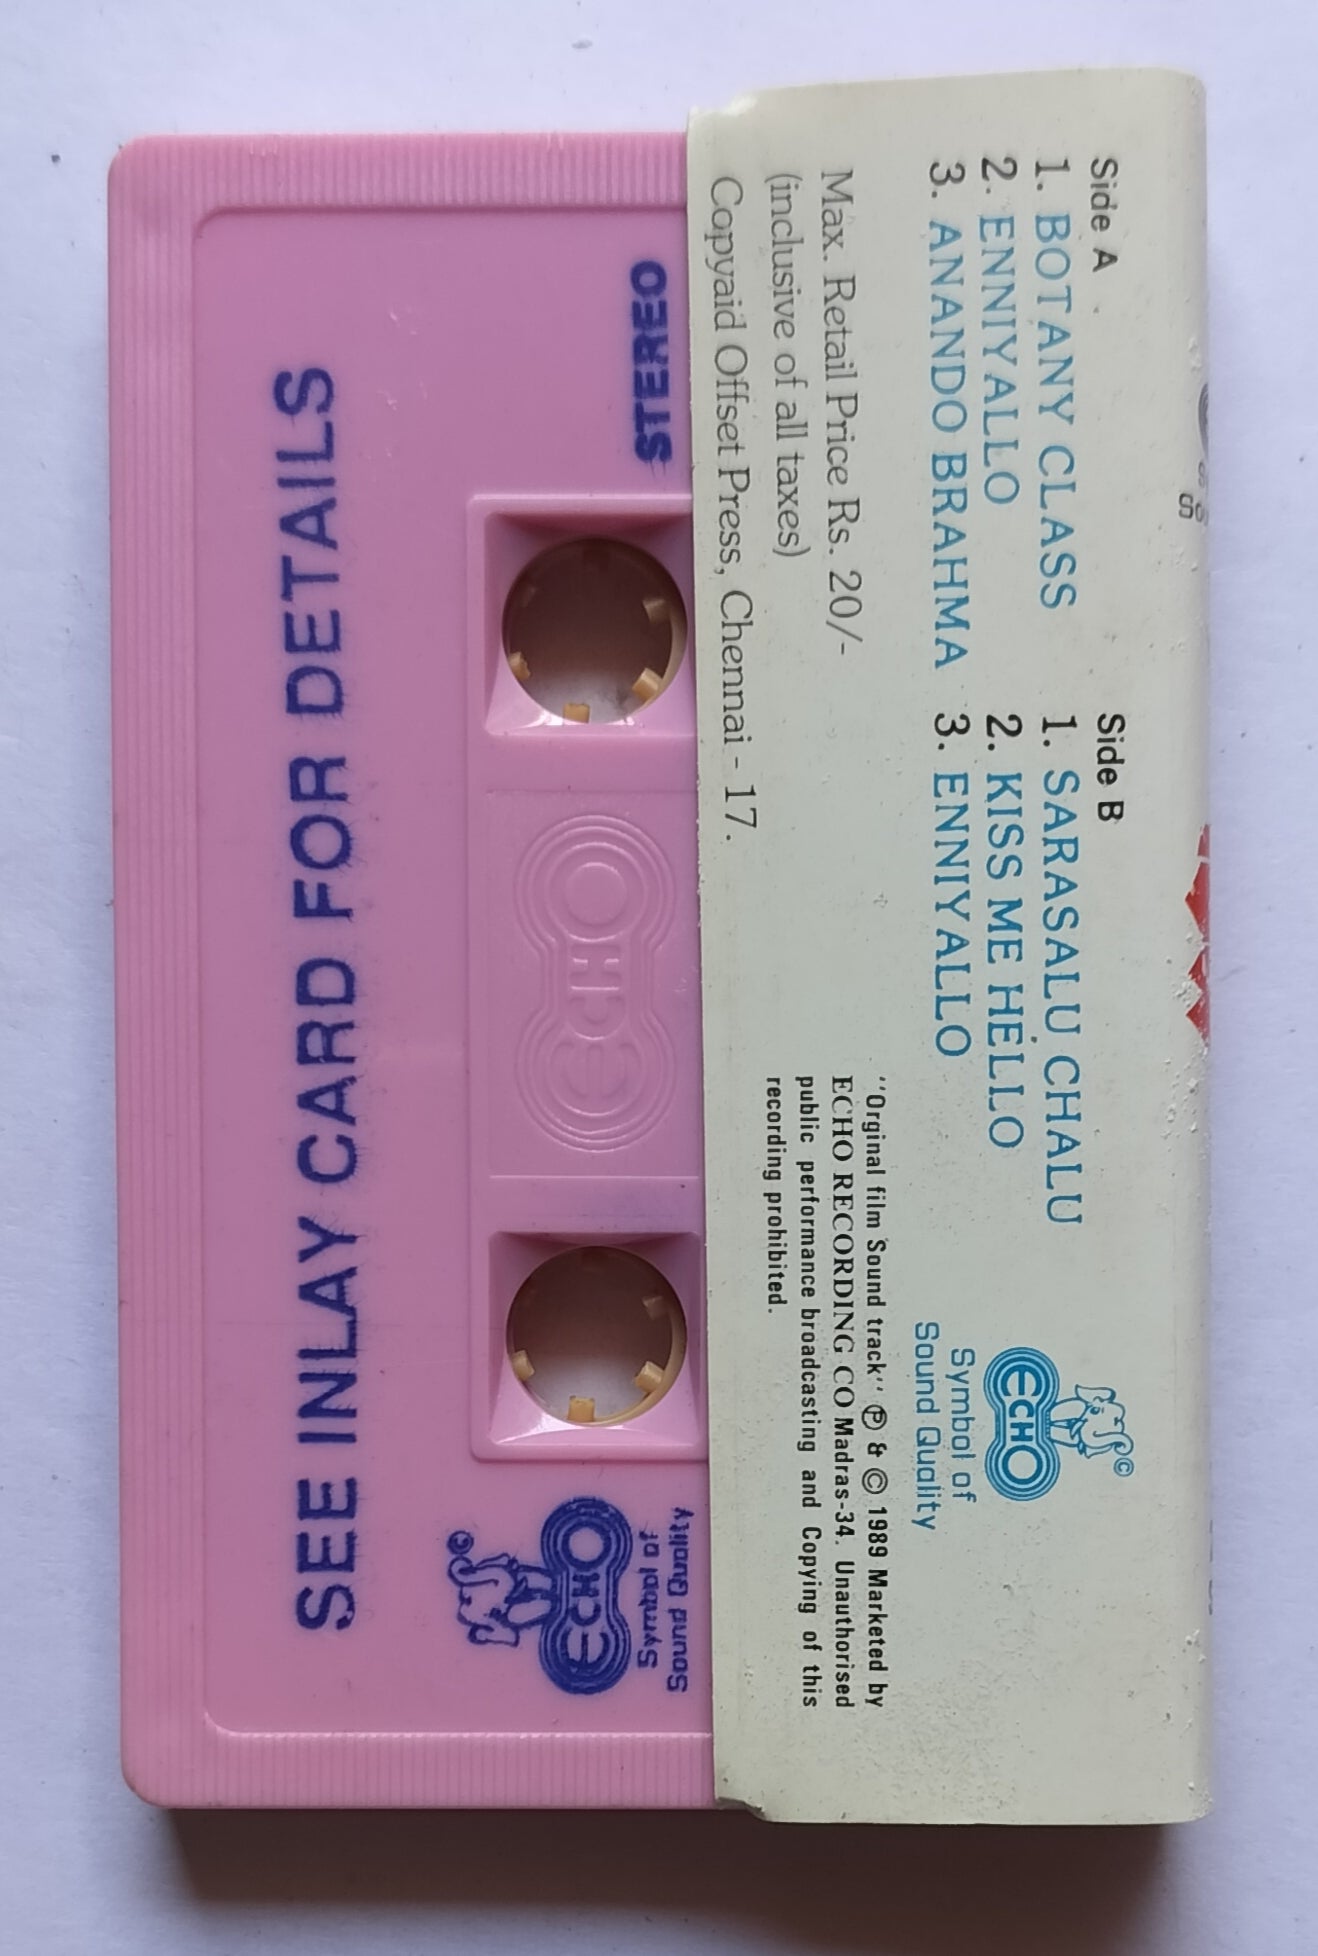 Side A
1. BOTANY CLASS
2. ENNIYALLO
3. ANANDO BRAHMA
Side B
1. SARASALU CHALU
2. KISS ME HELLO
3. ENNIYALLO
ECHO ©
Symbol of
Sound Quality
Max. Retail Price Rs. 20/-
(inclusive of all taxes)
Copyaid Offset Press, Chennai - 17.
"Orginal film Sound track" ℗ & © 1989 Marketed by
ECHO RECORDING CO Madras-34. Unauthorised
public performance broadcasting and Copying of this
recording prohibited.
STEREO
ECHO
Sound Quality
Symbol of
ECHO
©
SEE INLAY CARD FOR DETAILS